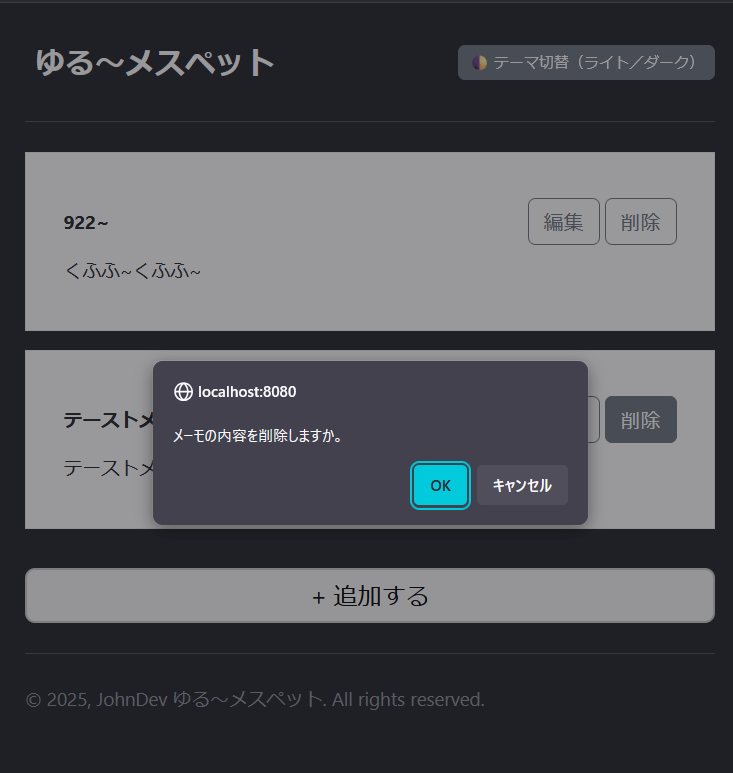 ゆる〜メスペット
テーマ切替（ライト／ダーク）
922~
編集
削除
くふふ~くふふ~
テーストメ
削除
テーストメ
localhost:8080
メーモの内容を削除しますか。
OK
キャンセル
+ 追加する
© 2025, JohnDev ゆる〜メスペット. All rights reserved.